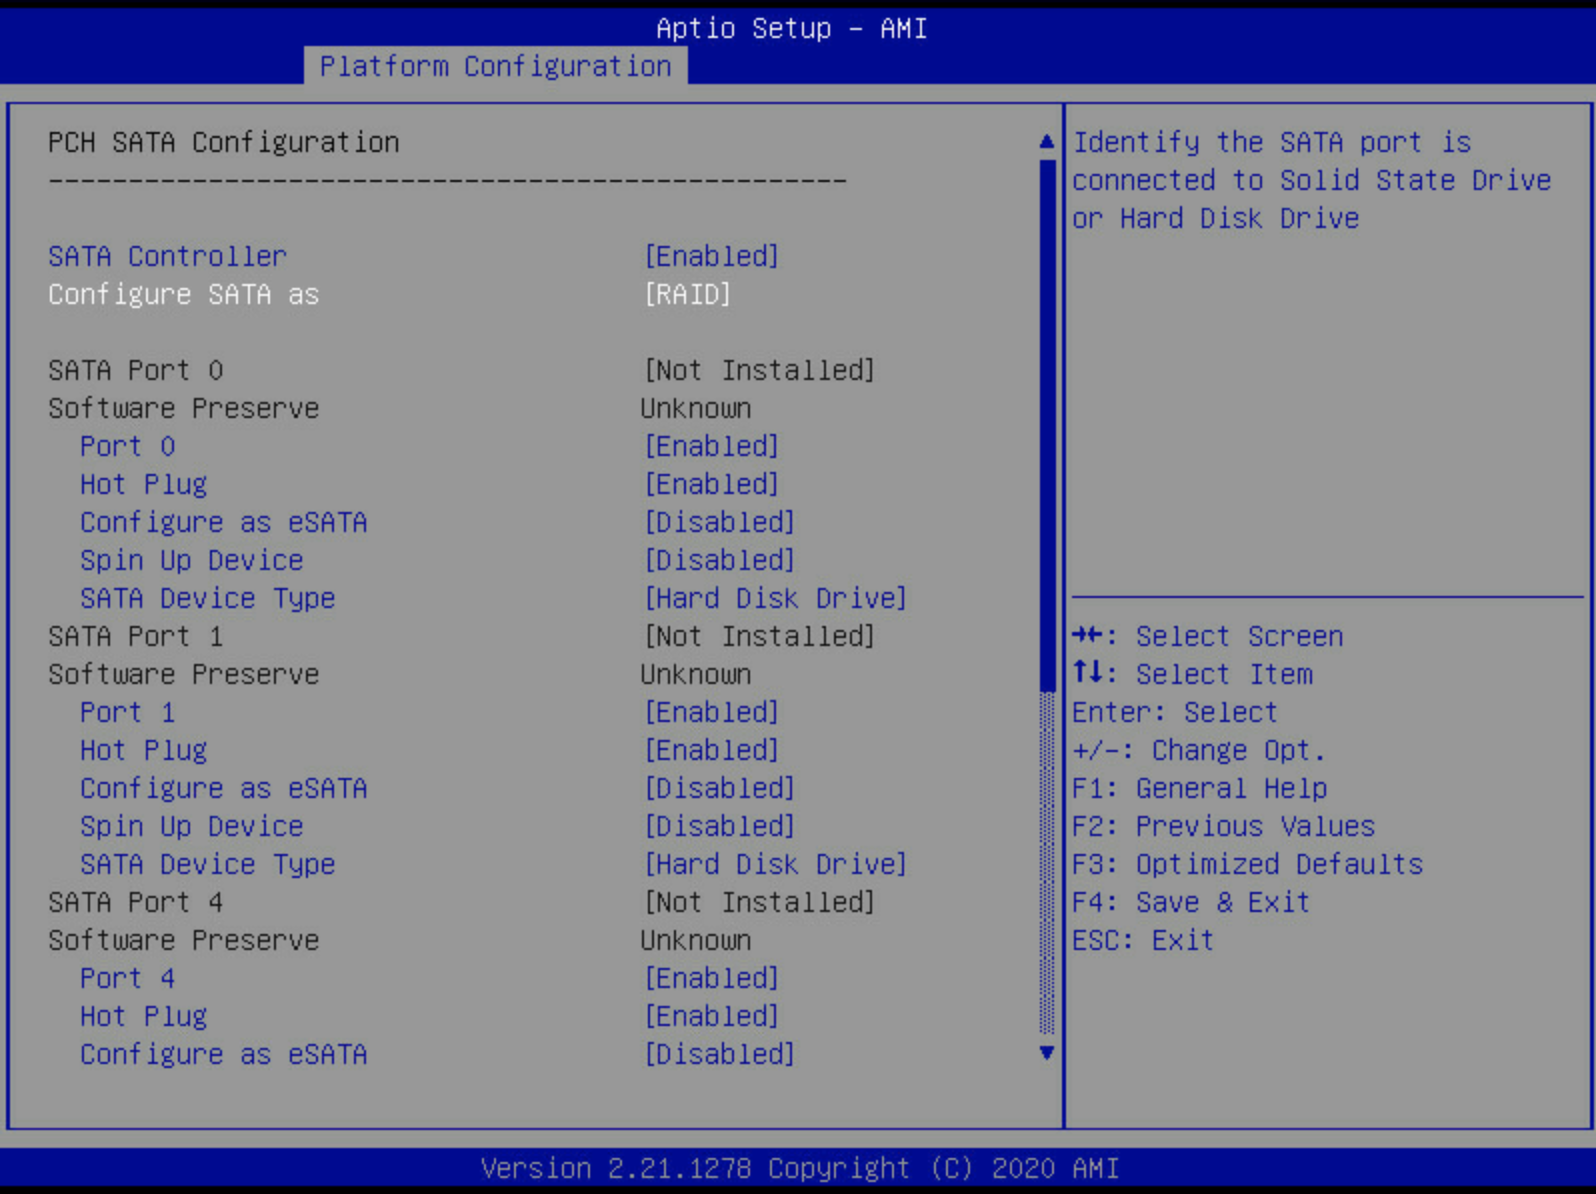 Aptio Setup – AMI
Platform Configuration
PCH SATA Configuration
--------------------------------------------------
SATA Controller [Enabled]
Configure SATA as [RAID]
SATA Port 0 [Not Installed]
Software Preserve Unknown
Port 0 [Enabled]
Hot Plug [Enabled]
Configure as eSATA [Disabled]
Spin Up Device [Disabled]
SATA Device Type [Hard Disk Drive]
SATA Port 1 [Not Installed]
Software Preserve Unknown
Port 1 [Enabled]
Hot Plug [Enabled]
Configure as eSATA [Disabled]
Spin Up Device [Disabled]
SATA Device Type [Hard Disk Drive]
SATA Port 4 [Not Installed]
Software Preserve Unknown
Port 4 [Enabled]
Hot Plug [Enabled]
Configure as eSATA [Disabled]
Identify the SATA port is
connected to Solid State Drive
or Hard Disk Drive
→←: Select Screen
↑↓: Select Item
Enter: Select
+/-: Change Opt.
F1: General Help
F2: Previous Values
F3: Optimized Defaults
F4: Save & Exit
ESC: Exit
Version 2.21.1278 Copyright (C) 2020 AMI